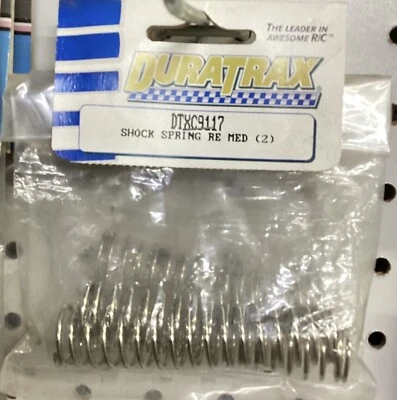 THE LEADER IN
AWESOME R/C™
DURATRAX
DTXC9117
SHOCK SPRING RE MED (2)